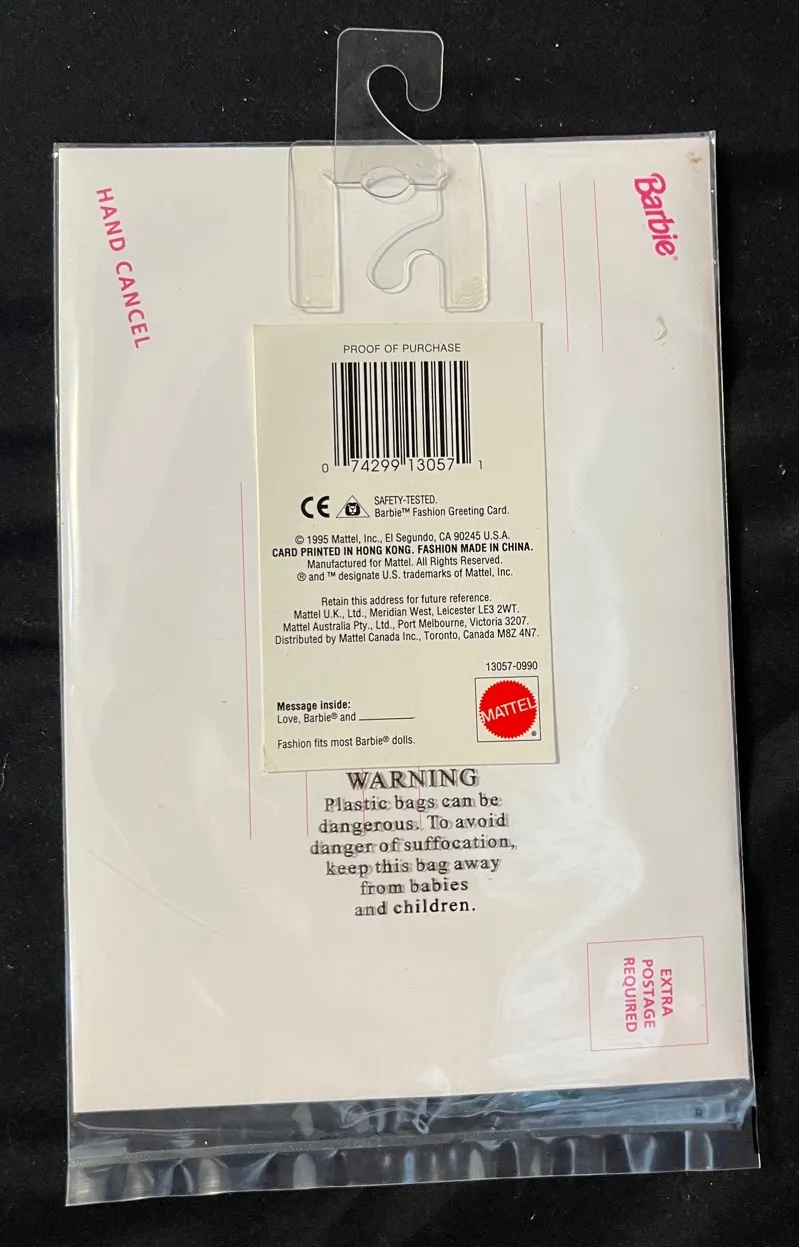 HAND CANCEL
Barbie®
PROOF OF PURCHASE
0 74299 13057 1
CE SAFETY-TESTED.
Barbie™ Fashion Greeting Card.
© 1995 Mattel, Inc., El Segundo, CA 90245 U.S.A.
CARD PRINTED IN HONG KONG. FASHION MADE IN CHINA.
Manufactured for Mattel. All Rights Reserved.
® and ™ designate U.S. trademarks of Mattel, Inc.
Retain this address for future reference.
Mattel U.K., Ltd., Meridian West, Leicester LE3 2WT.
Mattel Australia Pty., Ltd., Port Melbourne, Victoria 3207.
Distributed by Mattel Canada Inc., Toronto, Canada M8Z 4N7.
13057-0990
MATTEL®
Message inside:
Love, Barbie® and ________.
Fashion fits most Barbie® dolls.
WARNING
Plastic bags can be
dangerous. To avoid
danger of suffocation,
keep this bag away
from babies
and children.
EXTRA
POSTAGE
REQUIRED